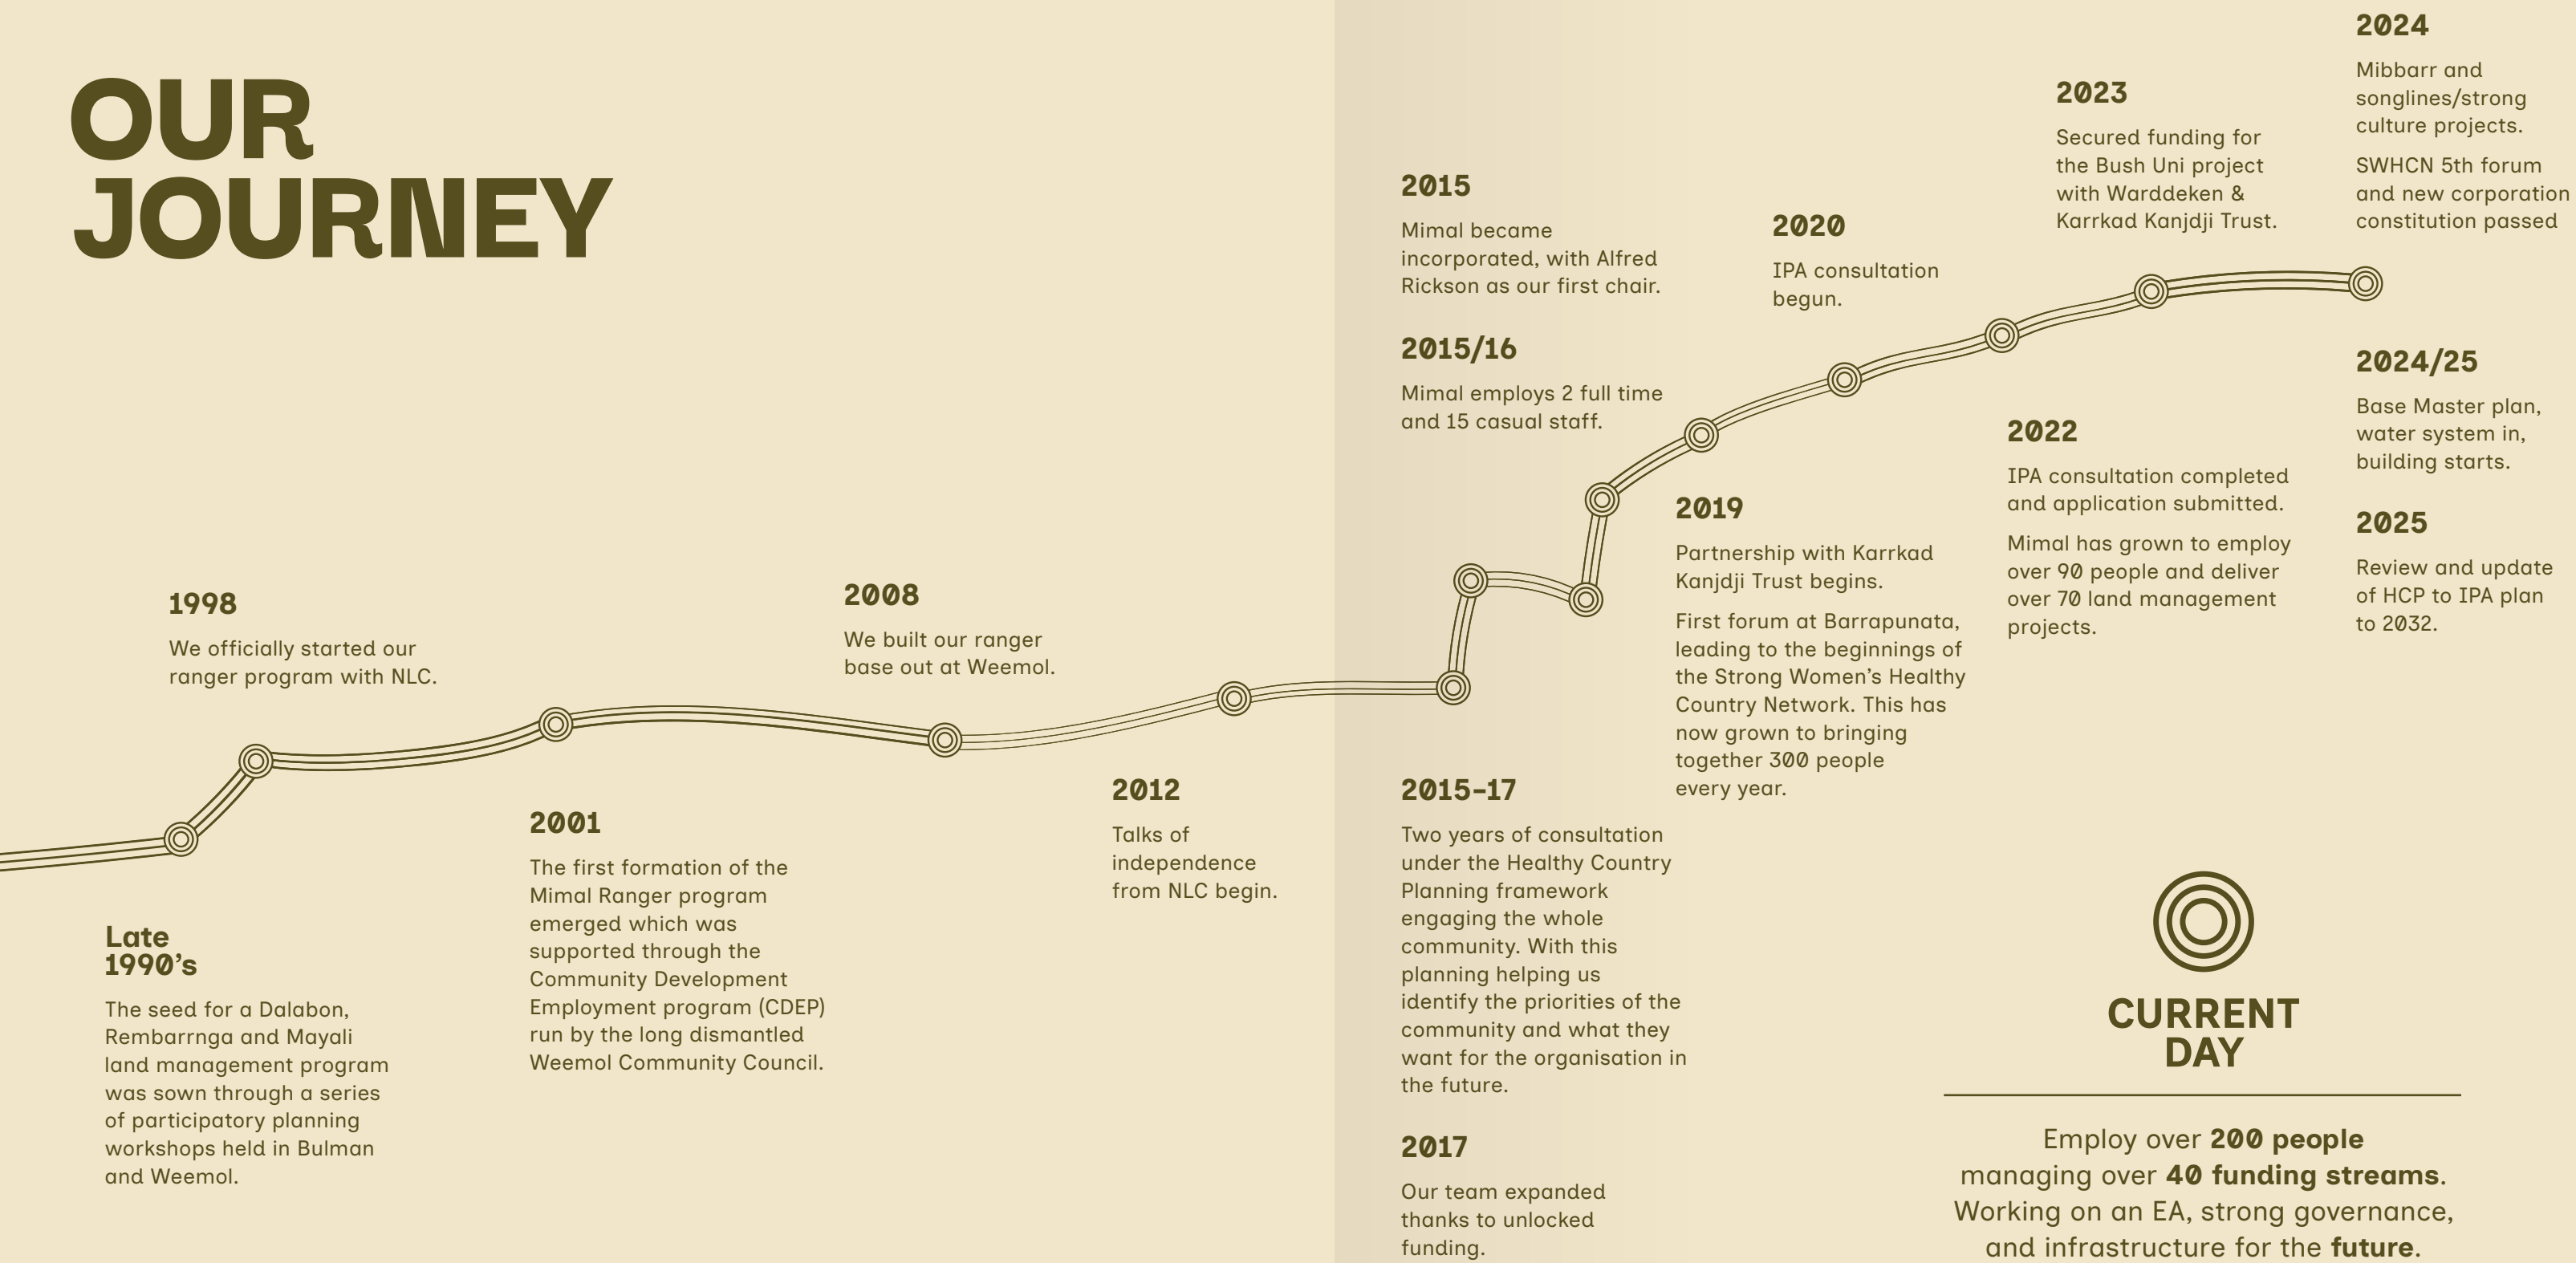 OUR
JOURNEY
Late
1990's
The seed for a Dalabon,
Rembarrnga and Mayali
land management program
was sown through a series
of participatory planning
workshops held in Bulman
and Weemol.
1998
We officially started our
ranger program with NLC.
2001
The first formation of the
Mimal Ranger program
emerged which was
supported through the
Community Development
Employment program (CDEP)
run by the long dismantled
Weemol Community Council.
2008
We built our ranger
base out at Weemol.
2012
Talks of
independence
from NLC begin.
2015
Mimal became
incorporated, with Alfred
Rickson as our first chair.
2015/16
Mimal employs 2 full time
and 15 casual staff.
2015-17
Two years of consultation
under the Healthy Country
Planning framework
engaging the whole
community. With this
planning helping us
identify the priorities of the
community and what they
want for the organisation in
the future.
2017
Our team expanded
thanks to unlocked
funding.
2019
Partnership with Karrkad
Kanjdji Trust begins.
First forum at Barrapunata,
leading to the beginnings of
the Strong Women’s Healthy
Country Network. This has
now grown to bringing
together 300 people
every year.
2020
IPA consultation
begun.
2022
IPA consultation completed
and application submitted.
Mimal has grown to employ
over 90 people and deliver
over 70 land management
projects.
2023
Secured funding for
the Bush Uni project
with Warddeken &
Karrkad Kanjdji Trust.
2024
Mibbarr and
songlines/strong
culture projects.
SWHCN 5th forum
and new corporation
constitution passed
2024/25
Base Master plan,
water system in,
building starts.
2025
Review and update
of HCP to IPA plan
to 2032.
CURRENT
DAY
Employ over 200 people
managing over 40 funding streams.
Working on an EA, strong governance,
and infrastructure for the future.